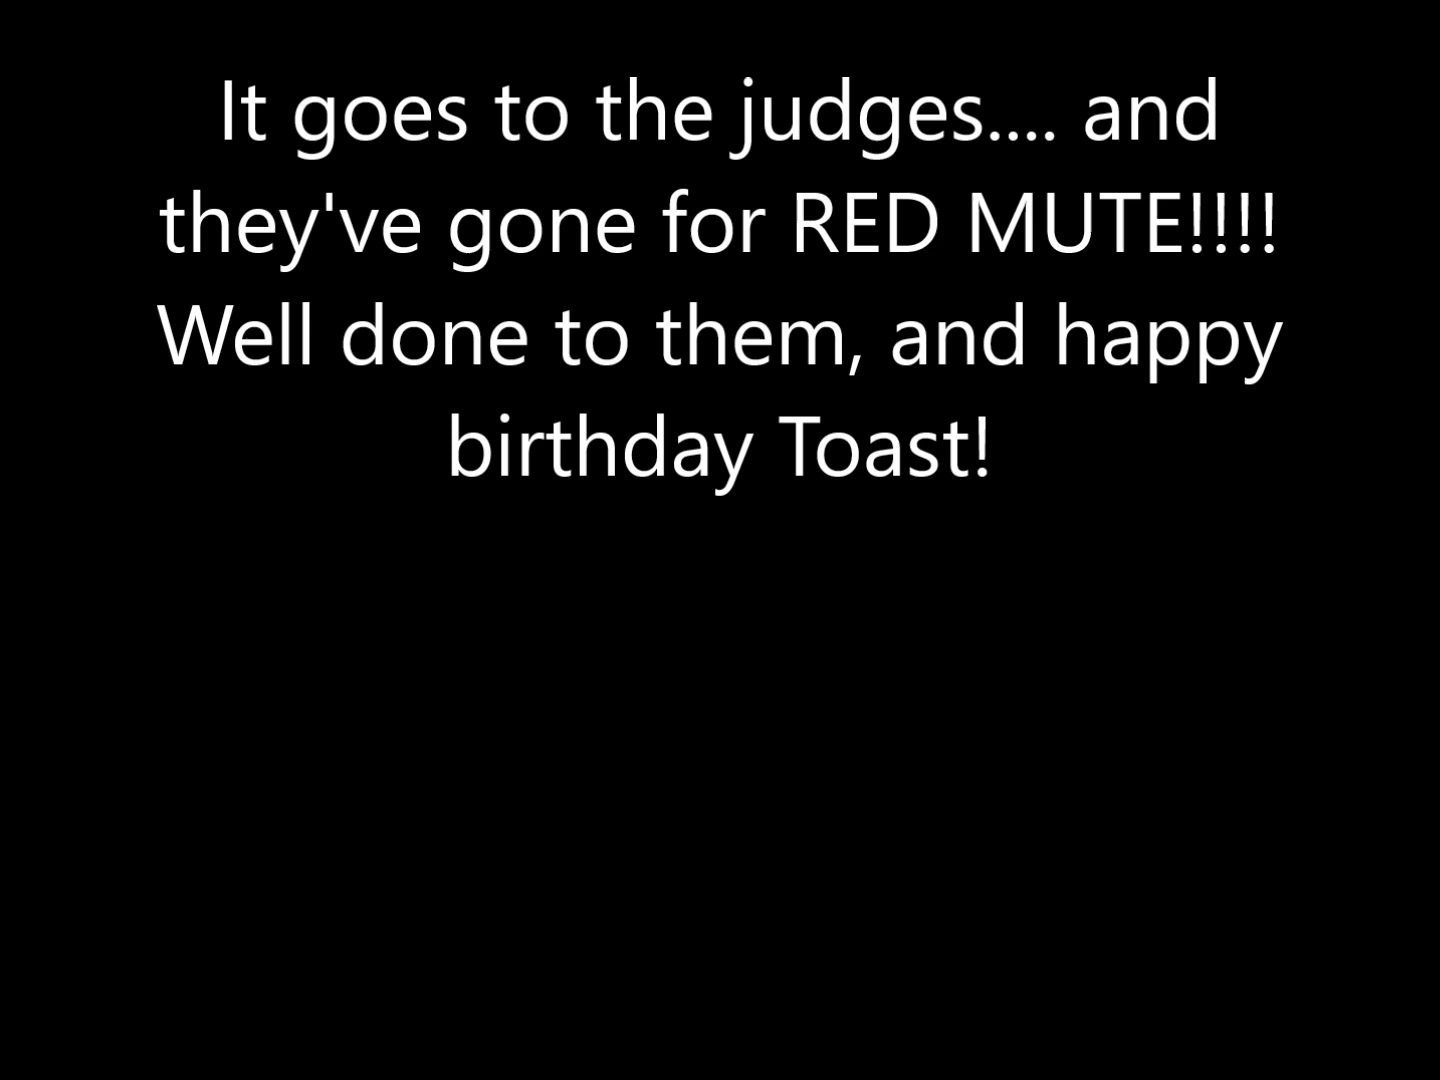 It goes to the judges.... and
they've gone for RED MUTE!!!!
Well done to them, and happy
birthday Toast!